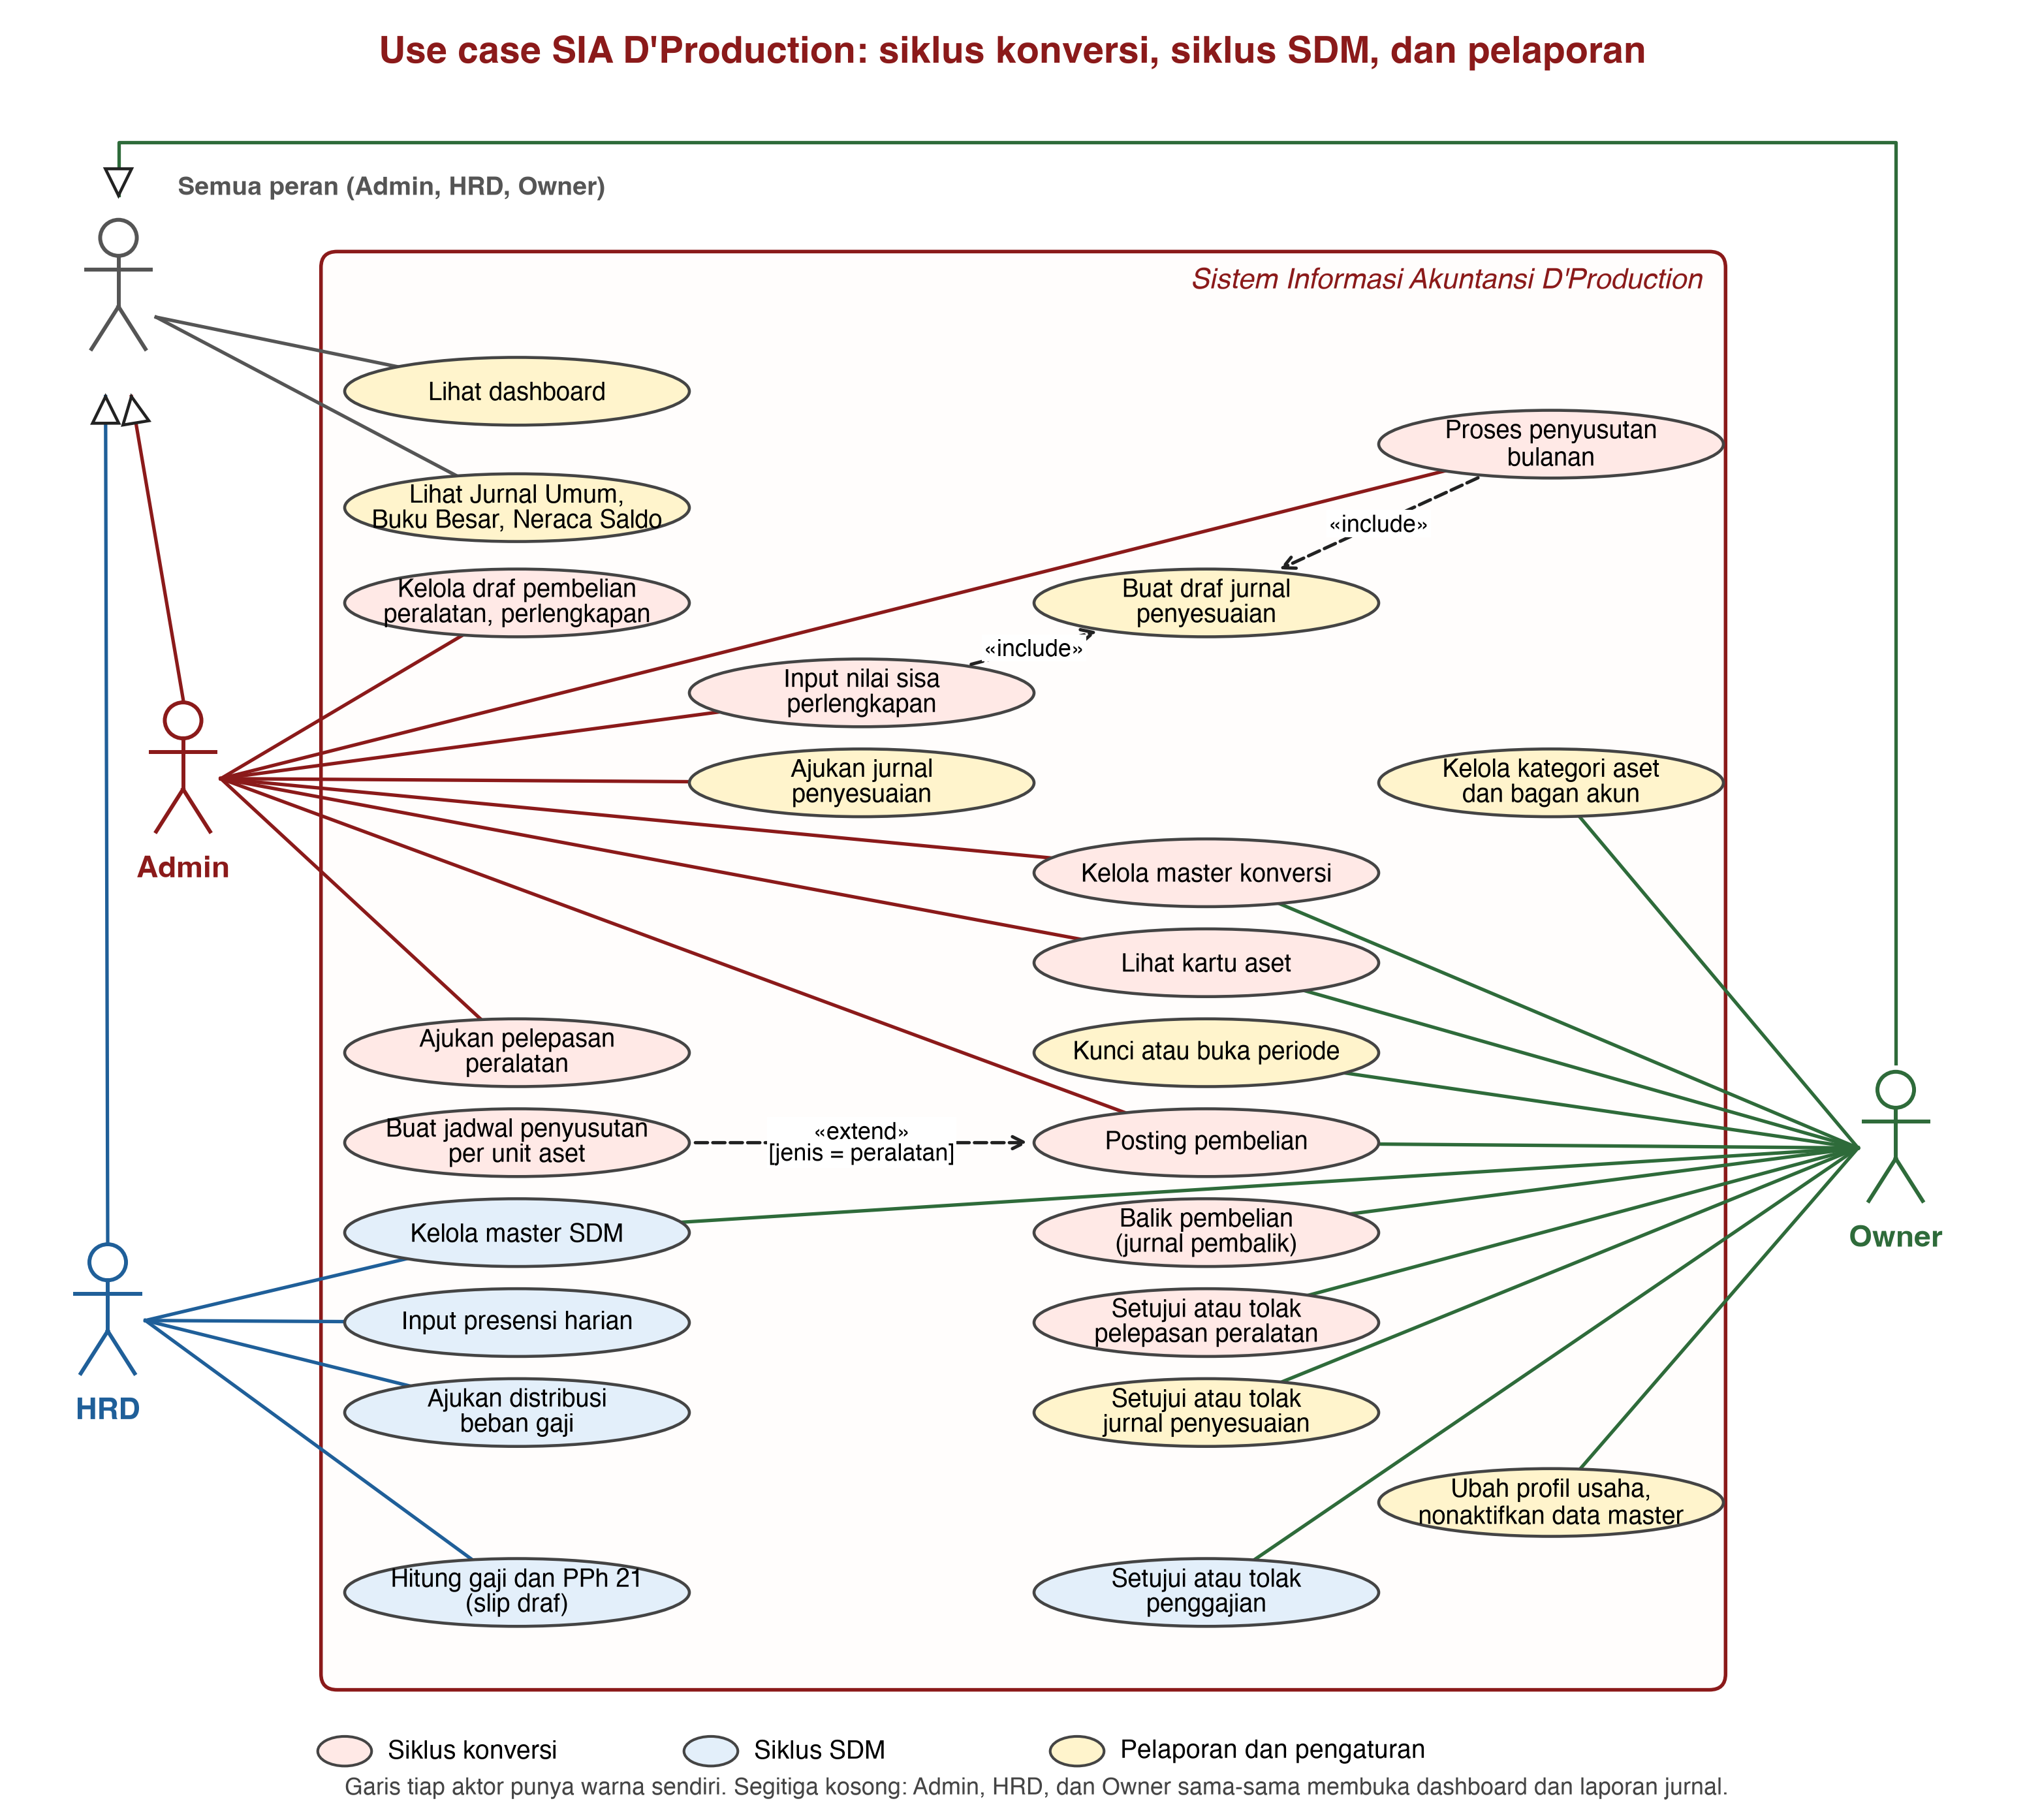 Use case SIA D'Production: siklus konversi, siklus SDM, dan pelaporan
Semua peran (Admin, HRD, Owner)
Sistem Informasi Akuntansi D'Production
Lihat dashboard
Proses penyusutan
bulanan
Lihat Jurnal Umum,
Buku Besar, Neraca Saldo
«include»
Kelola draf pembelian
peralatan, perlengkapan
Buat draf jurnal
penyesuaian
«include»
Input nilai sisa
perlengkapan
Ajukan jurnal
penyesuaian
Kelola kategori aset
dan bagan akun
Admin
Kelola master konversi
Lihat kartu aset
Ajukan pelepasan
peralatan
Kunci atau buka periode
Buat jadwal penyusutan
per unit aset
«extend»
[jenis = peralatan]
Posting pembelian
Kelola master SDM
Balik pembelian
(jurnal pembalik)
Owner
Input presensi harian
Setujui atau tolak
pelepasan peralatan
HRD
Ajukan distribusi
beban gaji
Setujui atau tolak
jurnal penyesuaian
Ubah profil usaha,
nonaktifkan data master
Hitung gaji dan PPh 21
(slip draf)
Setujui atau tolak
penggajian
Siklus konversi
Siklus SDM
Pelaporan dan pengaturan
Garis tiap aktor punya warna sendiri. Segitiga kosong: Admin, HRD, dan Owner sama-sama membuka dashboard dan laporan jurnal.